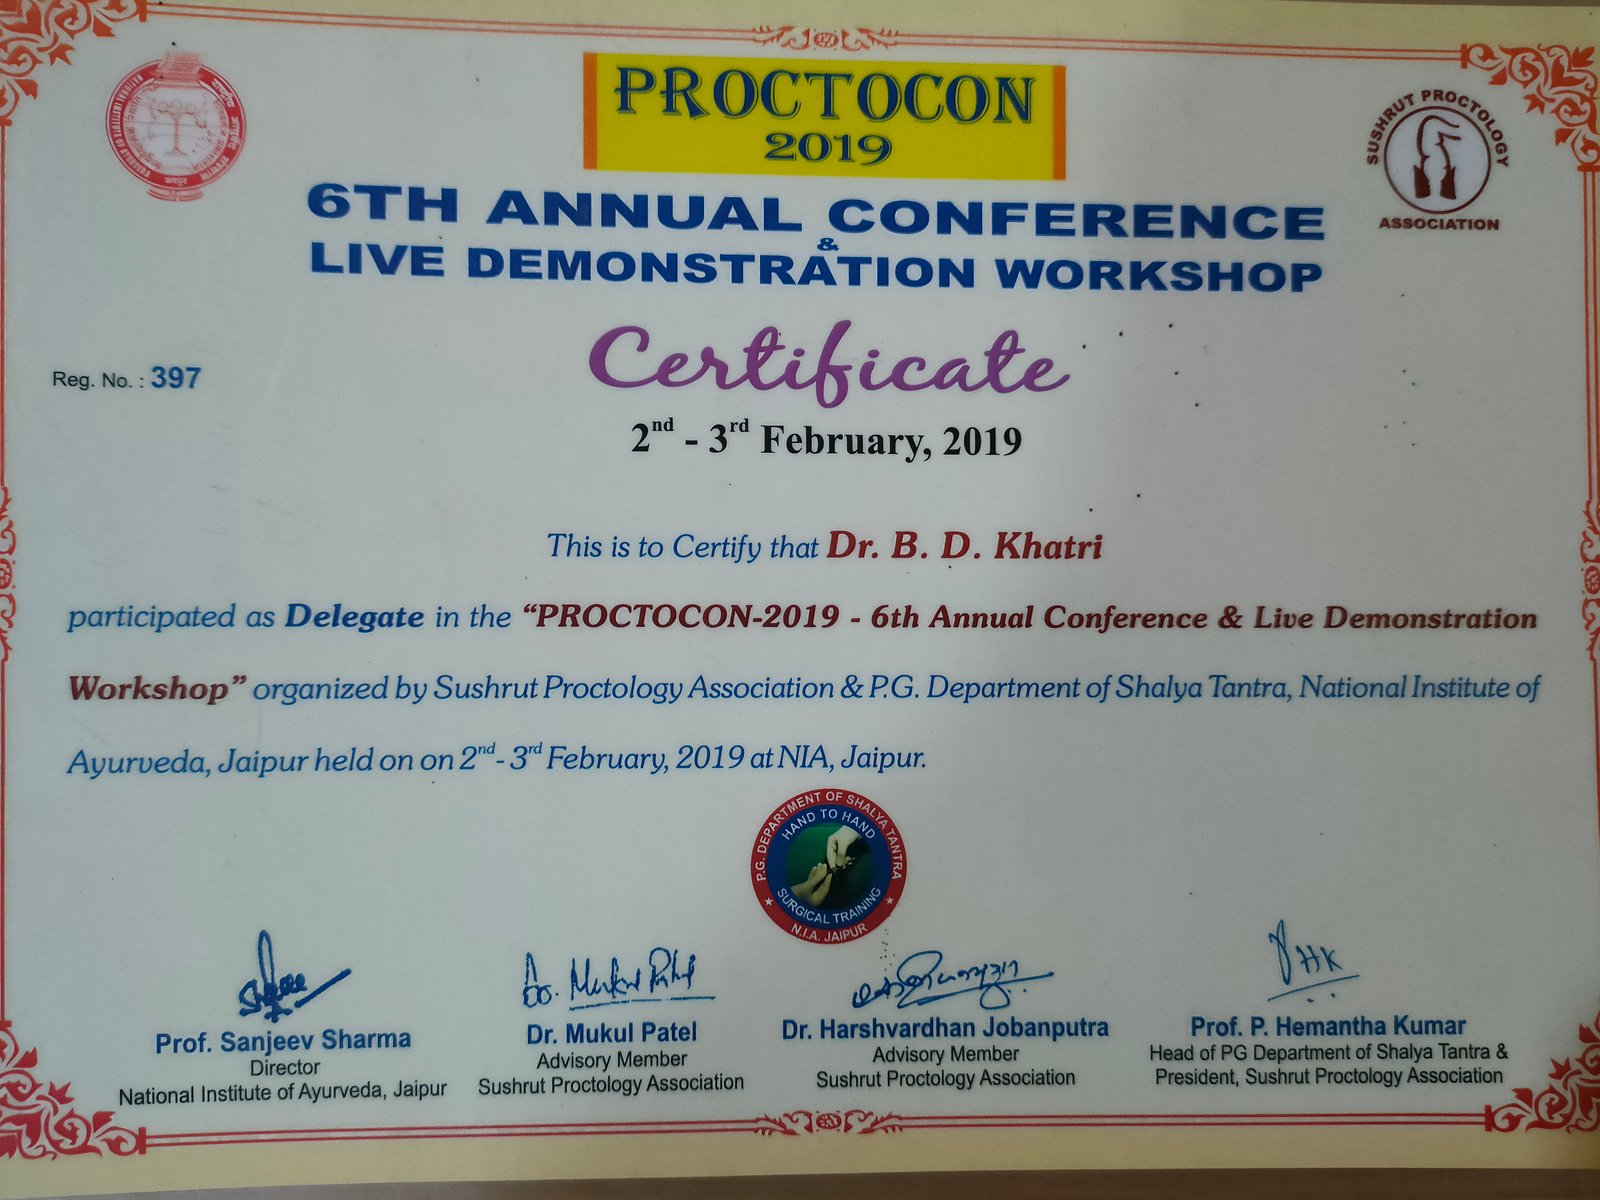 PROCTOCON
2019
6TH ANNUAL CONFERENCE
&
LIVE DEMONSTRATION WORKSHOP
SUSHRUT PROCTOLOGY
ASSOCIATION
जयपुर
Certificate
Reg. No. : 397
2nd - 3rd February, 2019
This is to Certify that Dr. B. D. Khatri
participated as Delegate in the “PROCTOCON-2019 - 6th Annual Conference & Live Demonstration
Workshop” organized by Sushrut Proctology Association & P.G. Department of Shalya Tantra, National Institute of
Ayurveda, Jaipur held on on 2nd - 3rd February, 2019 at NIA, Jaipur.
P.G. DEPARTMENT OF SHALYA TANTRA
HAND TO HAND
SURGICAL TRAINING
N.I.A. JAIPUR
Dr. Mukul Patel
PHK
Prof. Sanjeev Sharma
Director
National Institute of Ayurveda, Jaipur
Dr. Mukul Patel
Advisory Member
Sushrut Proctology Association
Dr. Harshvardhan Jobanputra
Advisory Member
Sushrut Proctology Association
Prof. P. Hemantha Kumar
Head of PG Department of Shalya Tantra &
President, Sushrut Proctology Association